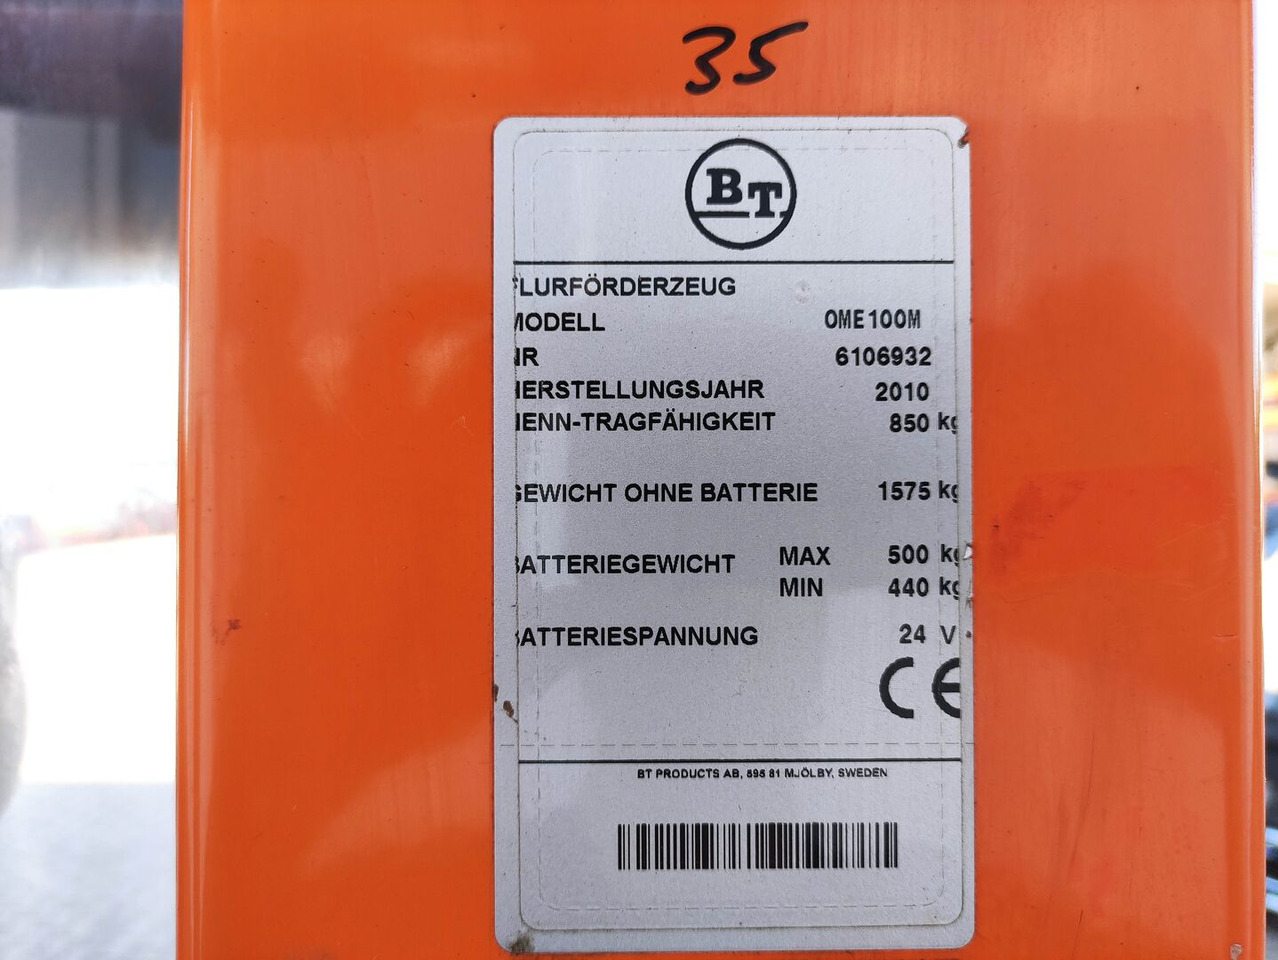 35
BT
FLURFÖRDERZEUG
MODELL OME100M
NR 6106932
HERSTELLUNGSJAHR 2010
NENN-TRAGFÄHIGKEIT 850 kg
GEWICHT OHNE BATTERIE 1575 kg
BATTERIEGEWICHT MAX 500 kg
MIN 440 kg
BATTERIESPANNUNG 24 V
CE
BT PRODUCTS AB, 595 81 MJÖLBY, SWEDEN